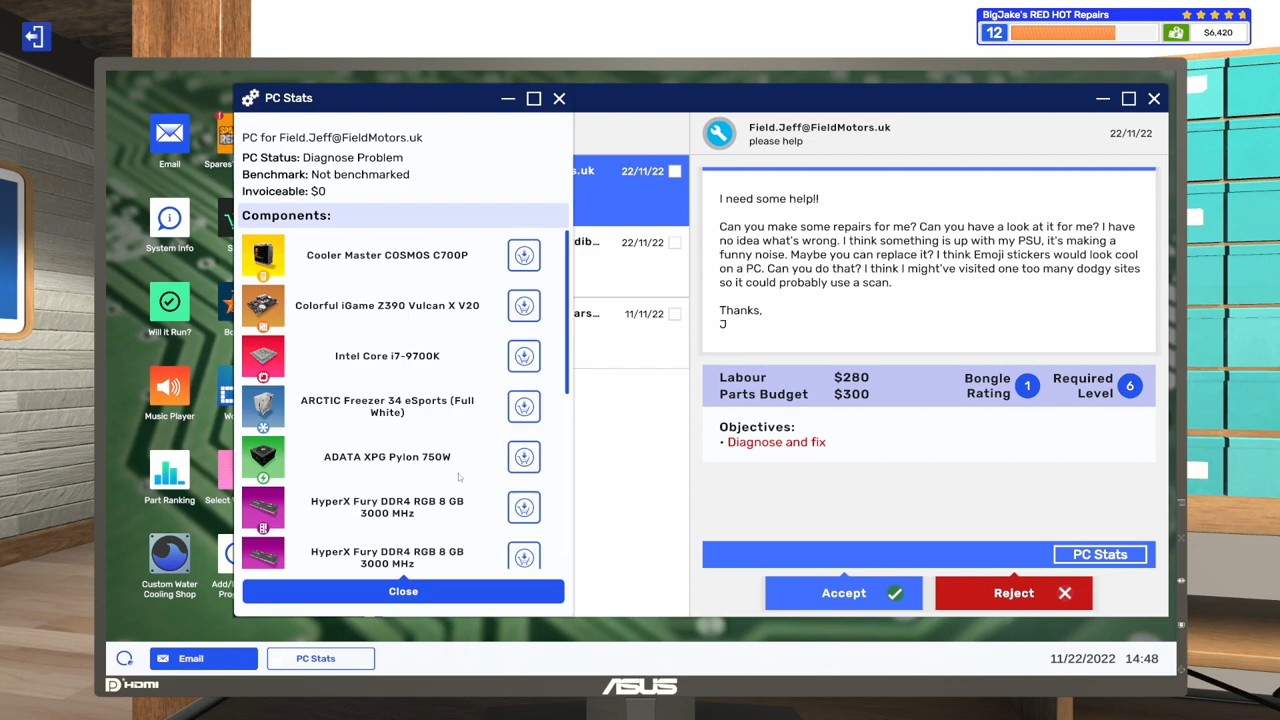 BigJake's RED HOT Repairs
12
$6,420
PC Stats
PC for Field.Jeff@FieldMotors.uk
PC Status: Diagnose Problem
Benchmark: Not benchmarked
Invoiceable: $0
Components:
Cooler Master COSMOS C700P
Colorful iGame Z390 Vulcan X V20
Intel Core i7-9700K
ARCTIC Freezer 34 eSports (Full
White)
ADATA XPG Pylon 750W
HyperX Fury DDR4 RGB 8 GB
3000 MHz
HyperX Fury DDR4 RGB 8 GB
3000 MHz
Close
Email
System Info
Will it Run?
Music Player
Part Ranking
Custom Water
Cooling Shop
Spares
Select
Add/
Pro
s.uk 22/11/22
dib... 22/11/22
ars... 11/11/22
Field.Jeff@FieldMotors.uk
please help
22/11/22
I need some help!!
Can you make some repairs for me? Can you have a look at it for me? I have
no idea what's wrong. I think something is up with my PSU, it's making a
funny noise. Maybe you can replace it? I think Emoji stickers would look cool
on a PC. Can you do that? I think I might've visited one too many dodgy sites
so it could probably use a scan.
Thanks,
J
Labour $280
Parts Budget $300
Bongle
Rating 1
Required
Level 6
Objectives:
• Diagnose and fix
PC Stats
Accept
Reject
Email
PC Stats
11/22/2022 14:48
HDMI
ASUS